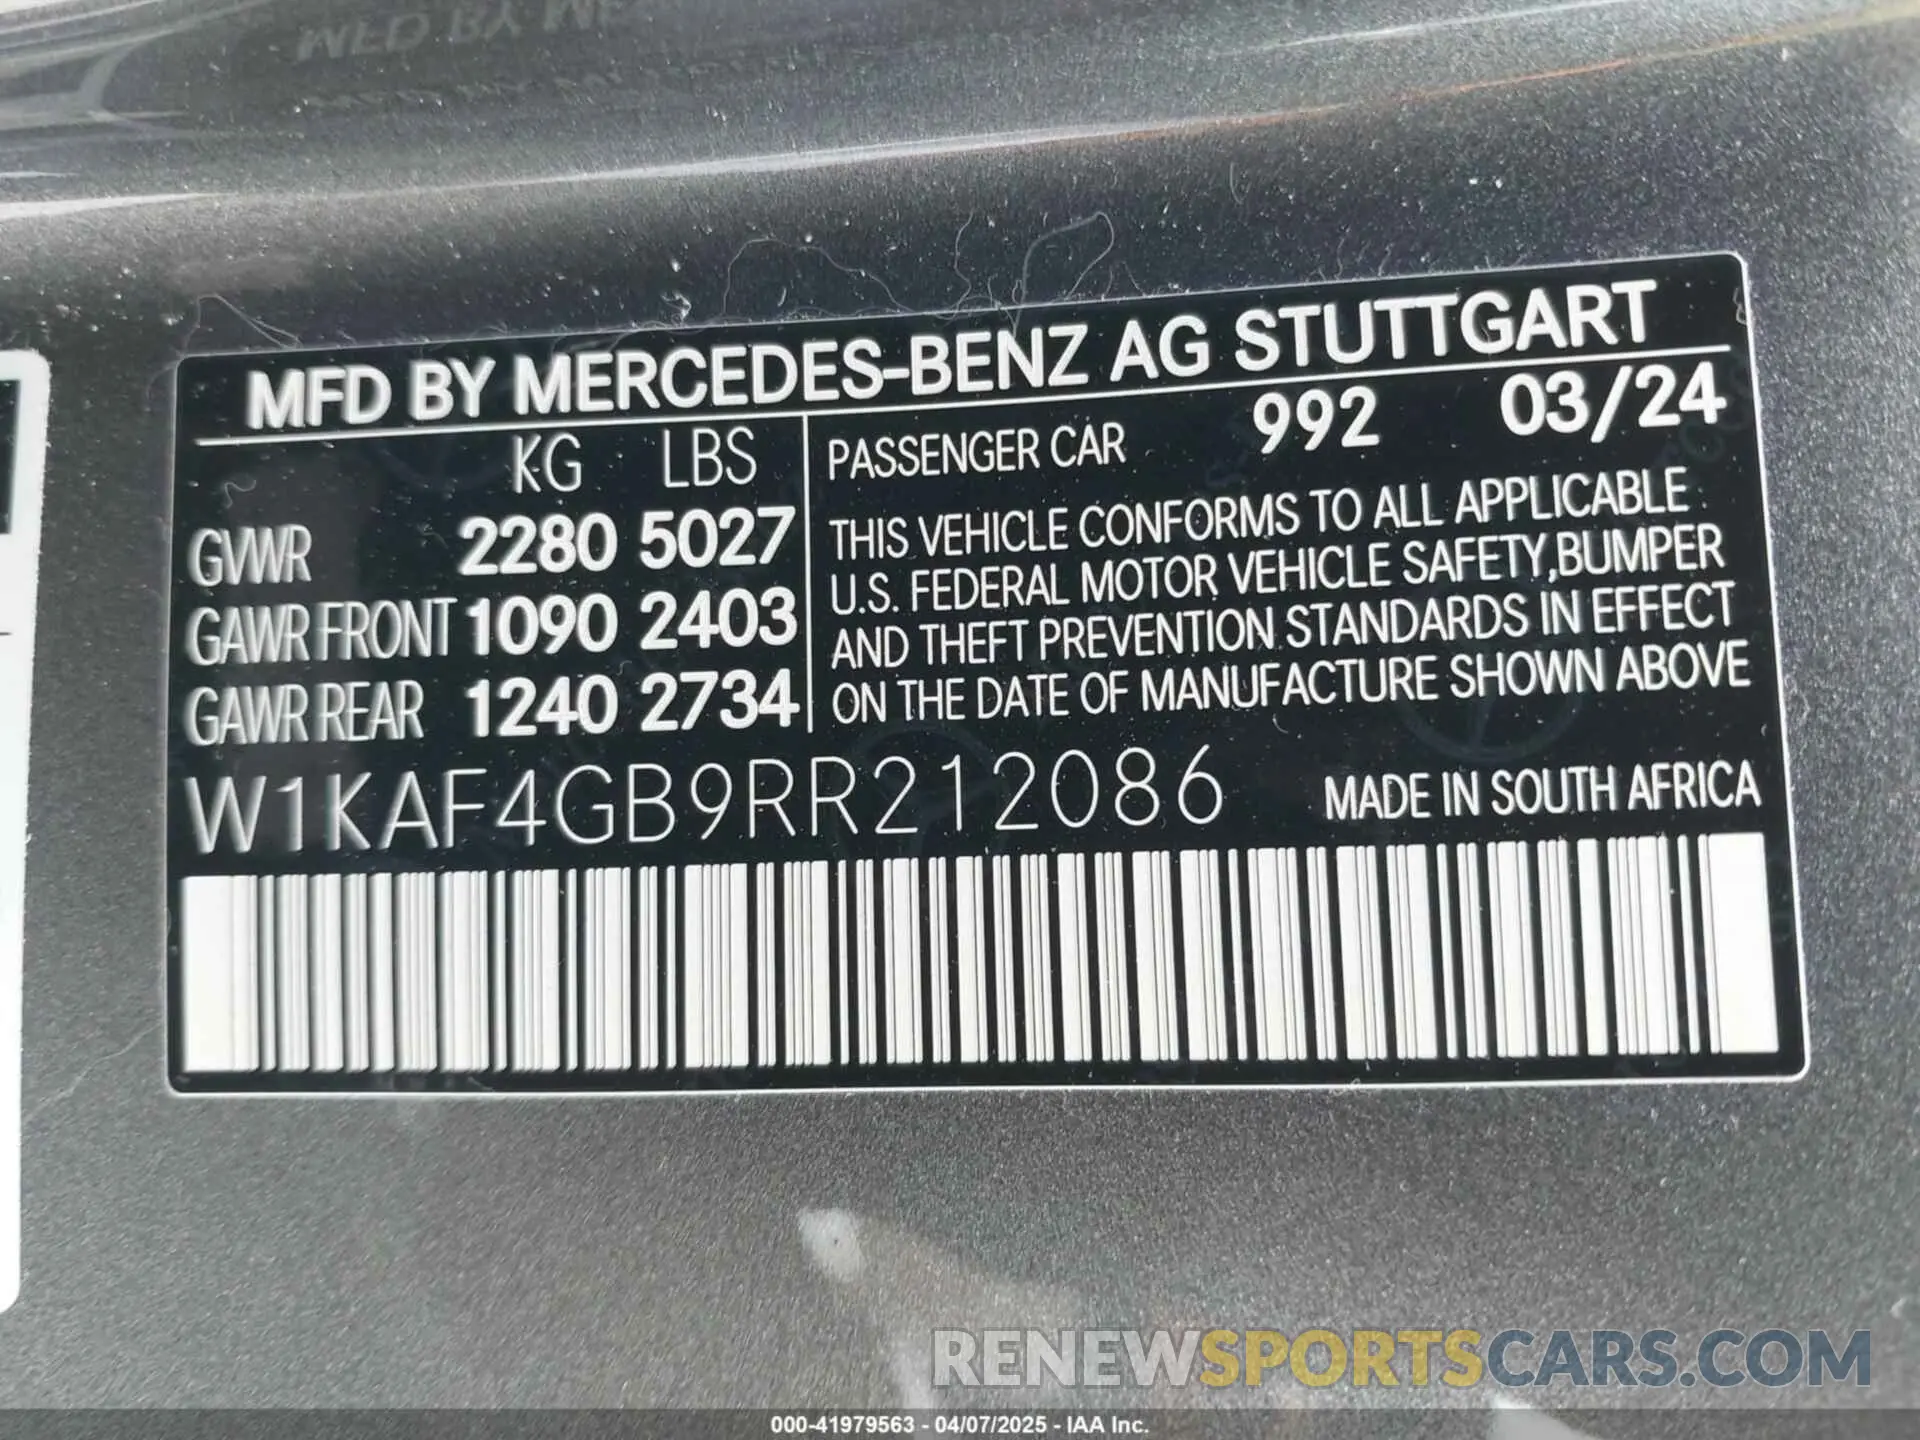 MFD BY MERCEDES-BENZ AG STUTTGART
KG LBS
GVWR 2280 5027
GAWR FRONT 1090 2403
GAWR REAR 1240 2734
PASSENGER CAR 992 03/24
THIS VEHICLE CONFORMS TO ALL APPLICABLE
U.S. FEDERAL MOTOR VEHICLE SAFETY, BUMPER
AND THEFT PREVENTION STANDARDS IN EFFECT
ON THE DATE OF MANUFACTURE SHOWN ABOVE
W1KAF4GB9RR212086 MADE IN SOUTH AFRICA
RENEWSPORTSCARS.COM
000-41979563 - 04/07/2025 - IAA Inc.